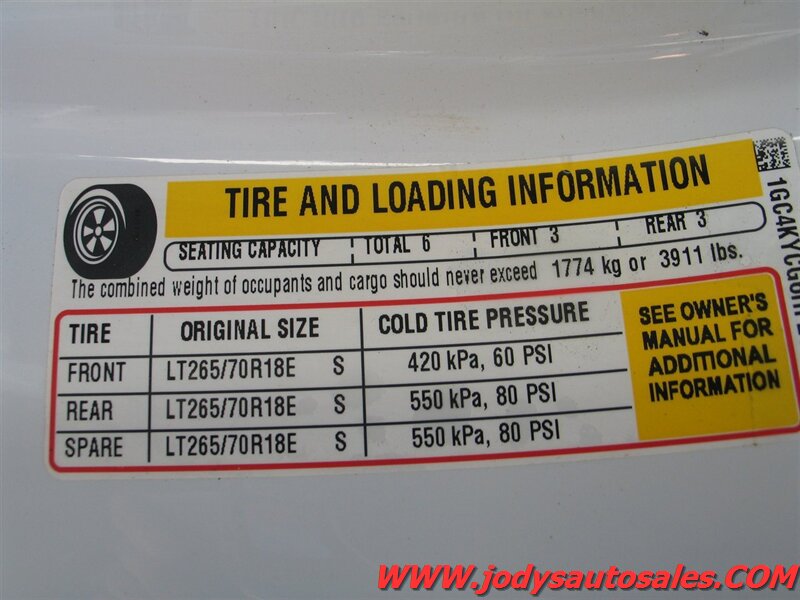 TIRE AND LOADING INFORMATION
SEATING CAPACITY TOTAL 6 FRONT 3 REAR 3
The combined weight of occupants and cargo should never exceed 1774 kg or 3911 lbs.
TIRE ORIGINAL SIZE COLD TIRE PRESSURE
FRONT LT265/70R18E S 420 kPa, 60 PSI
REAR LT265/70R18E S 550 kPa, 80 PSI
SPARE LT265/70R18E S 550 kPa, 80 PSI
SEE OWNER'S
MANUAL FOR
ADDITIONAL
INFORMATION
WWW.jodysautosales.COM